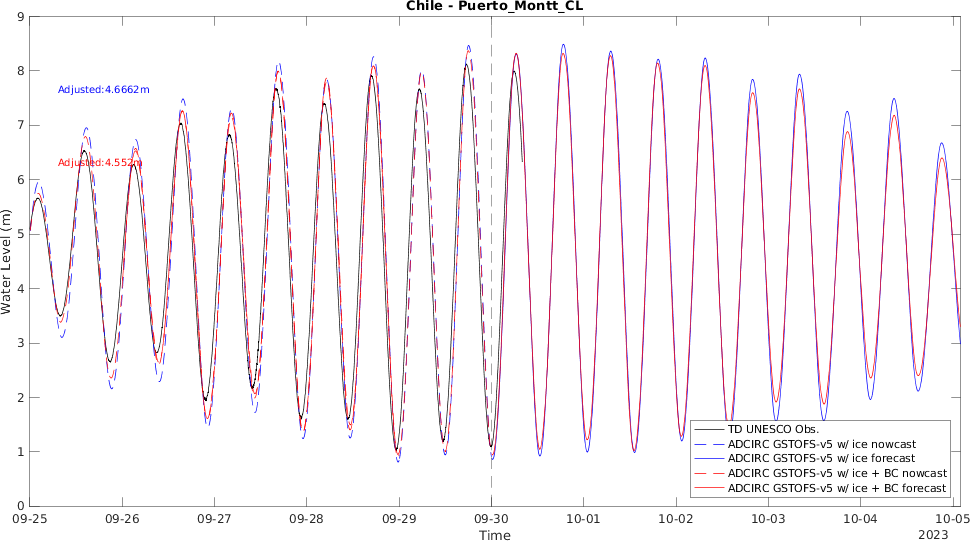 Chile - Puerto_Montt_CL
9
8
7
6
5
4
3
2
1
0
Water Level (m)
Adjusted:4.6662m
Adjusted:4.552m
TD UNESCO Obs.
ADCIRC GSTOFS-v5 w/ ice nowcast
ADCIRC GSTOFS-v5 w/ ice forecast
ADCIRC GSTOFS-v5 w/ ice + BC nowcast
ADCIRC GSTOFS-v5 w/ ice + BC forecast
09-25 09-26 09-27 09-28 09-29 09-30 10-01 10-02 10-03 10-04 10-05
Time
2023